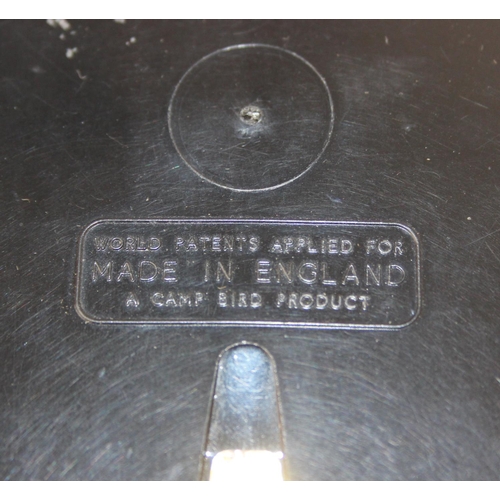 WORLD PATENTS APPLIED FOR
MADE IN ENGLAND
A CAMP BIRD PRODUCT